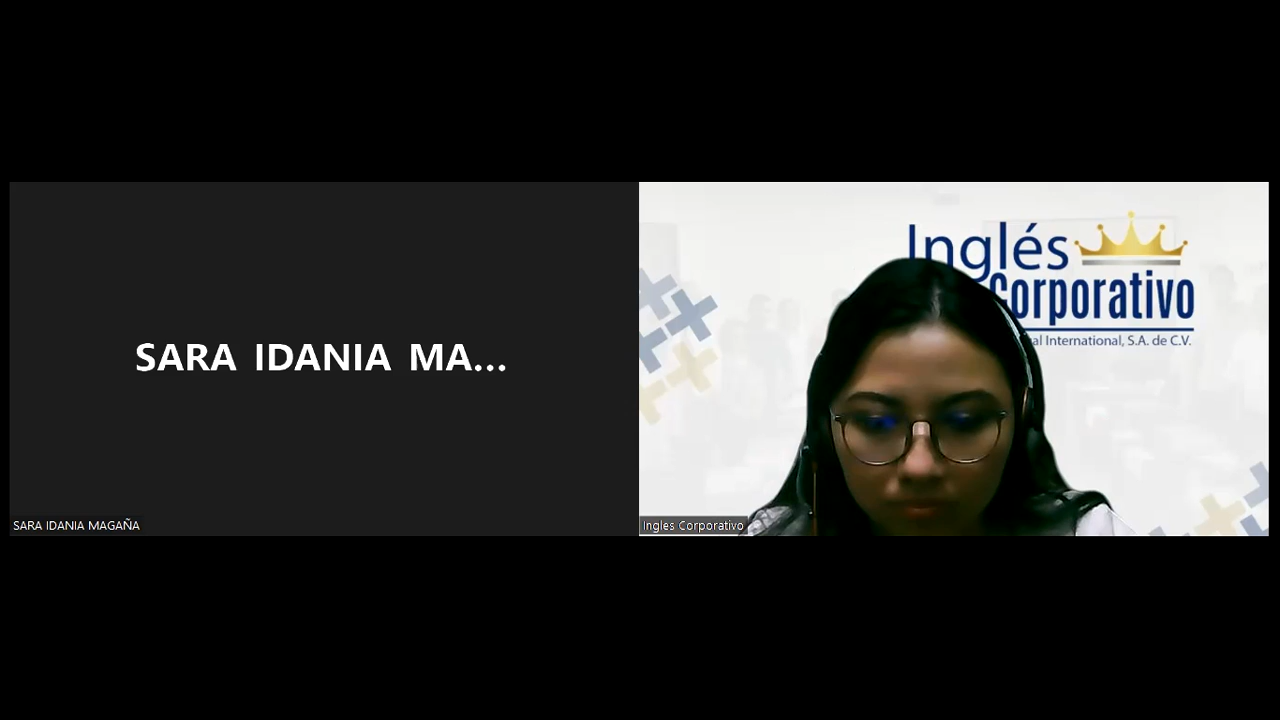 SARA IDANIA MA...
SARA IDANIA MAGAÑA
Inglés
Corporativo
al International, S.A. de C.V.
Ingles Corporativo